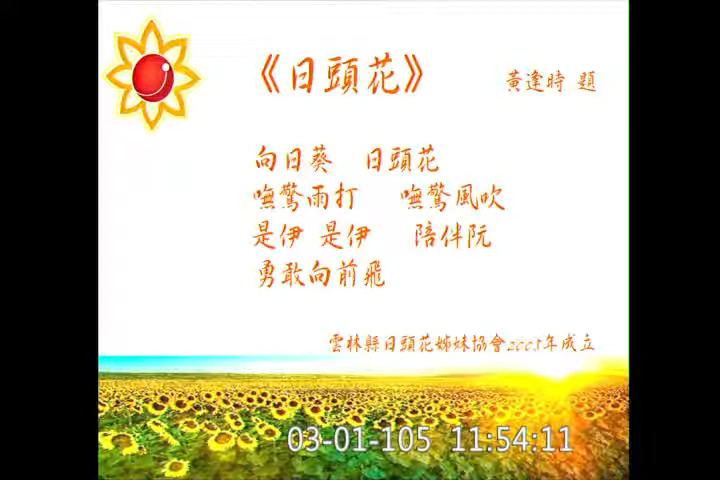 《日頭花》 黃逢時 題
向日葵 日頭花
嘸驚雨打 嘸驚風吹
是伊 是伊 陪伴阮
勇敢向前飛
雲林縣日頭花姊妹協會2005年成立
03-01-105 11:54:11